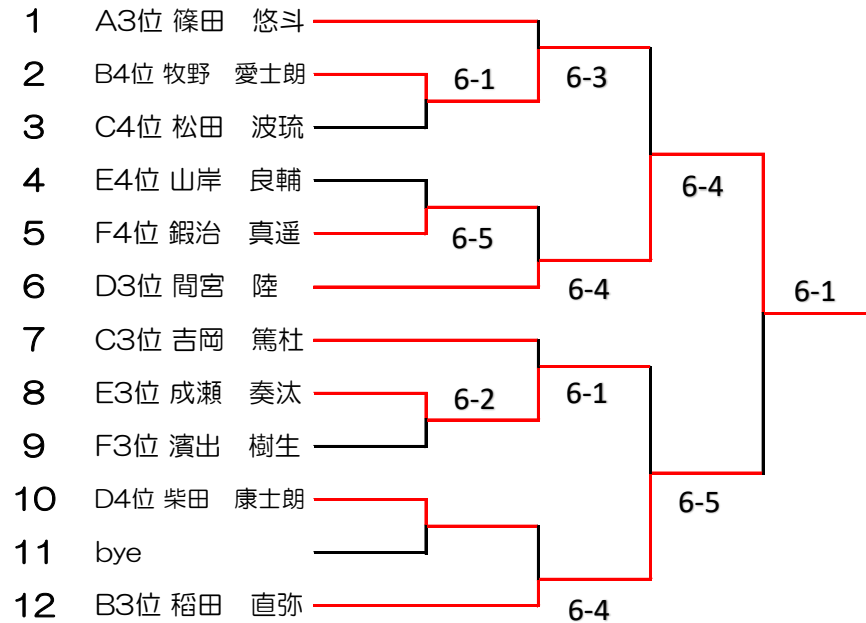 1 A3位 篠田 悠斗
2 B4位 牧野 愛士朗
3 C4位 松田 波琉
4 E4位 山岸 良輔
5 F4位 鍜治 真遥
6 D3位 間宮 陸
7 C3位 吉岡 篤杜
8 E3位 成瀬 奏汰
9 F3位 濱出 樹生
10 D4位 柴田 康士朗
11 bye
12 B3位 稲田 直弥
6-1
6-5
6-2
6-3
6-4
6-1
6-4
6-4
6-5
6-1